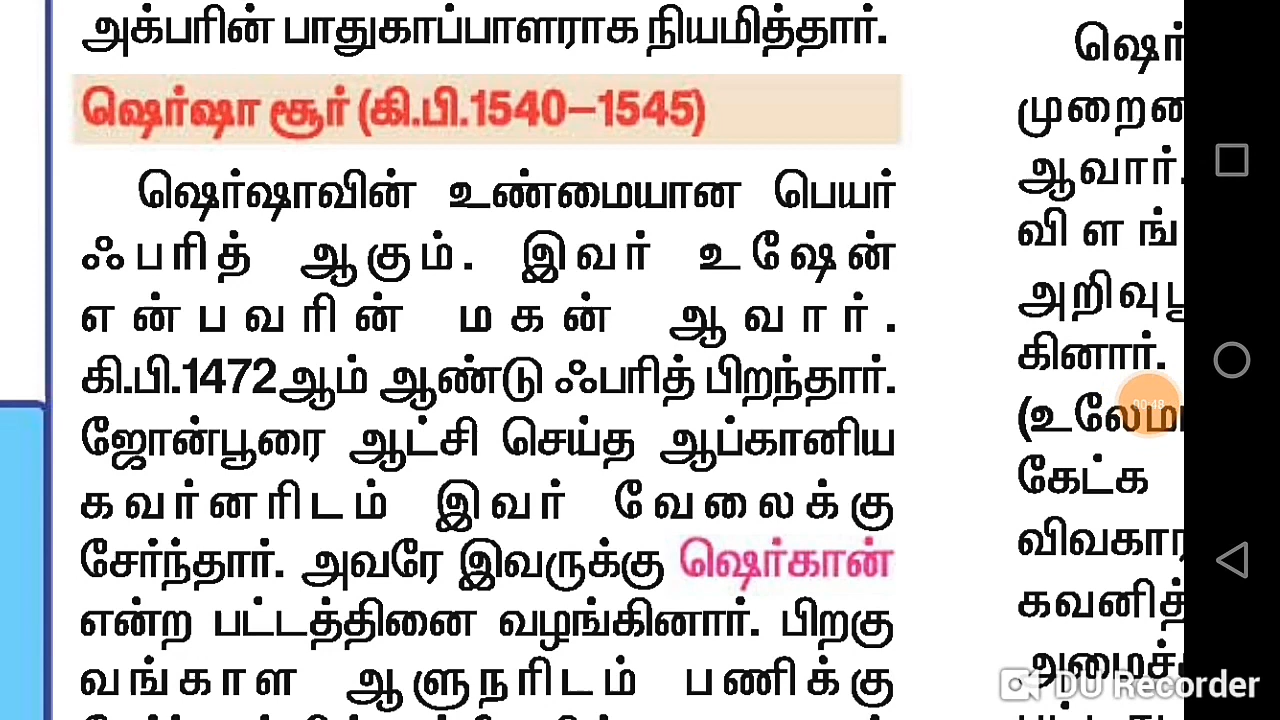 அக்பரின் பாதுகாப்பாளராக நியமித்தார்.
ஷெர்ஷா சூர் (கி.பி.1540–1545)
ஷெர்ஷாவின் உண்மையான பெயர்
ஃபரித் ஆகும். இவர் உஷேன்
என்பவரின் மகன் ஆவார்.
கி.பி.1472ஆம் ஆண்டு ஃபரித் பிறந்தார்.
ஜோன்பூரை ஆட்சி செய்த ஆப்கானிய
கவர்னரிடம் இவர் வேலைக்கு
சேர்ந்தார். அவரே இவருக்கு ஷெர்கான்
என்ற பட்டத்தினை வழங்கினார். பிறகு
வங்காள ஆளுநரிடம் பணிக்கு
ஷெர்
ஆவார்.
விளங்
கினார்.
கேட்க
00:48
DU Recorder